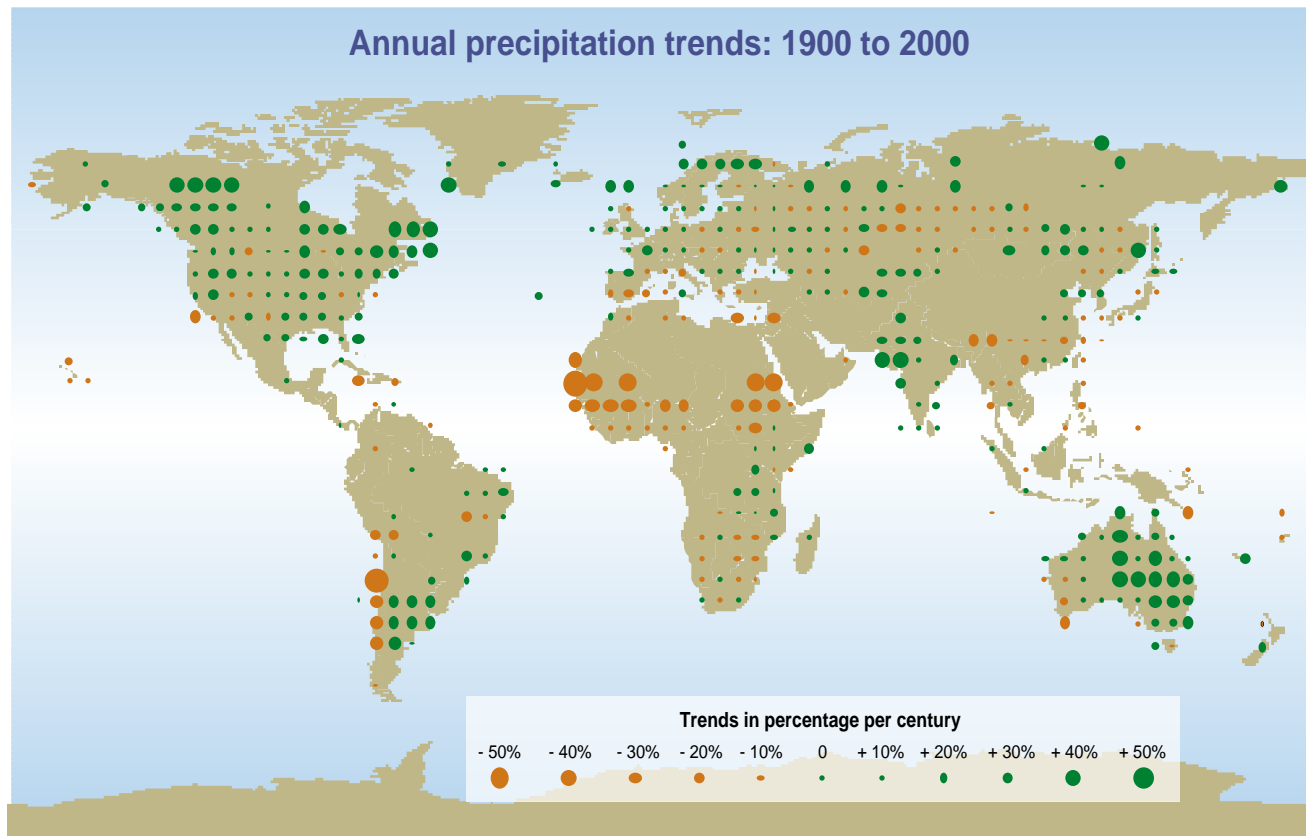 Annual precipitation trends: 1900 to 2000
Trends in percentage per century
- 50% - 40% - 30% - 20% - 10% 0 + 10% + 20% + 30% + 40% + 50%